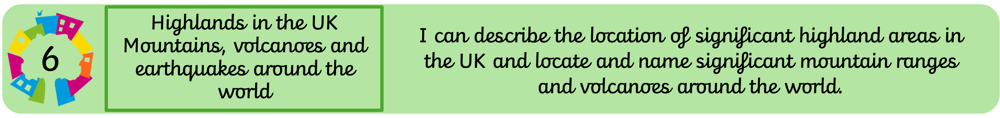 6
Highlands in the UK
Mountains, volcanoes and
earthquakes around the
world
I can describe the location of significant highland areas in
the UK and locate and name significant mountain ranges
and volcanoes around the world.